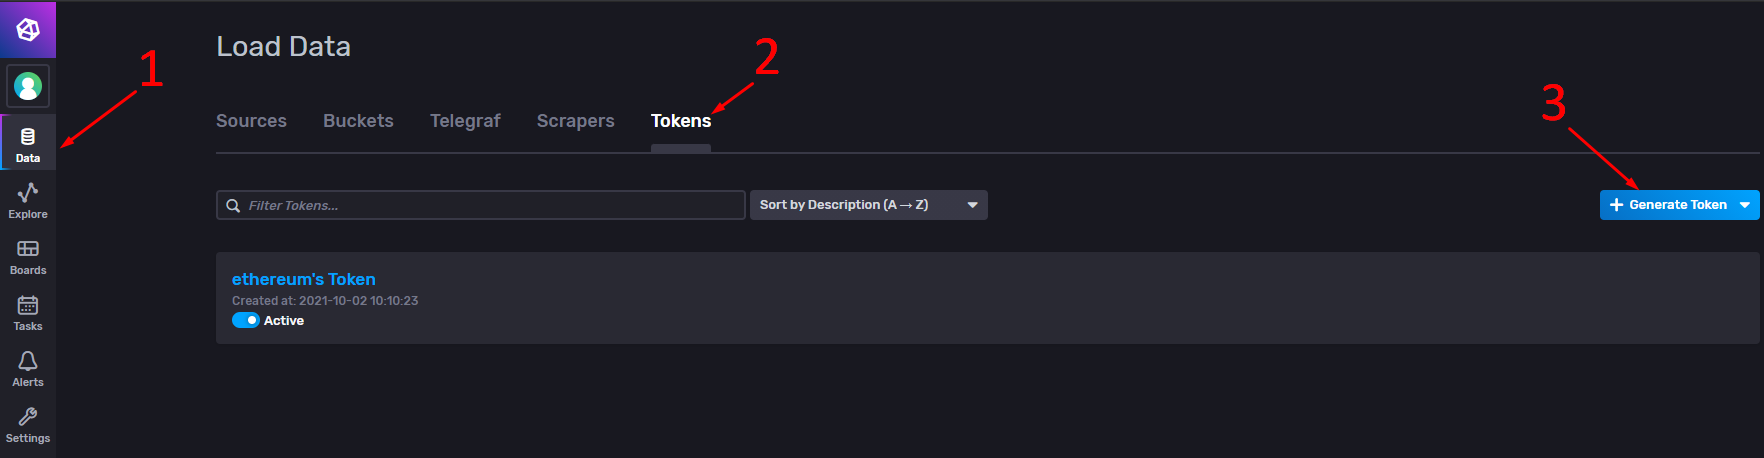 Load Data
1
2
3
Sources Buckets Telegraf Scrapers Tokens
Data
Explore
Boards
Tasks
Alerts
Settings
Filter Tokens...
Sort by Description (A → Z)
+ Generate Token
ethereum's Token
Created at: 2021-10-02 10:10:23
Active